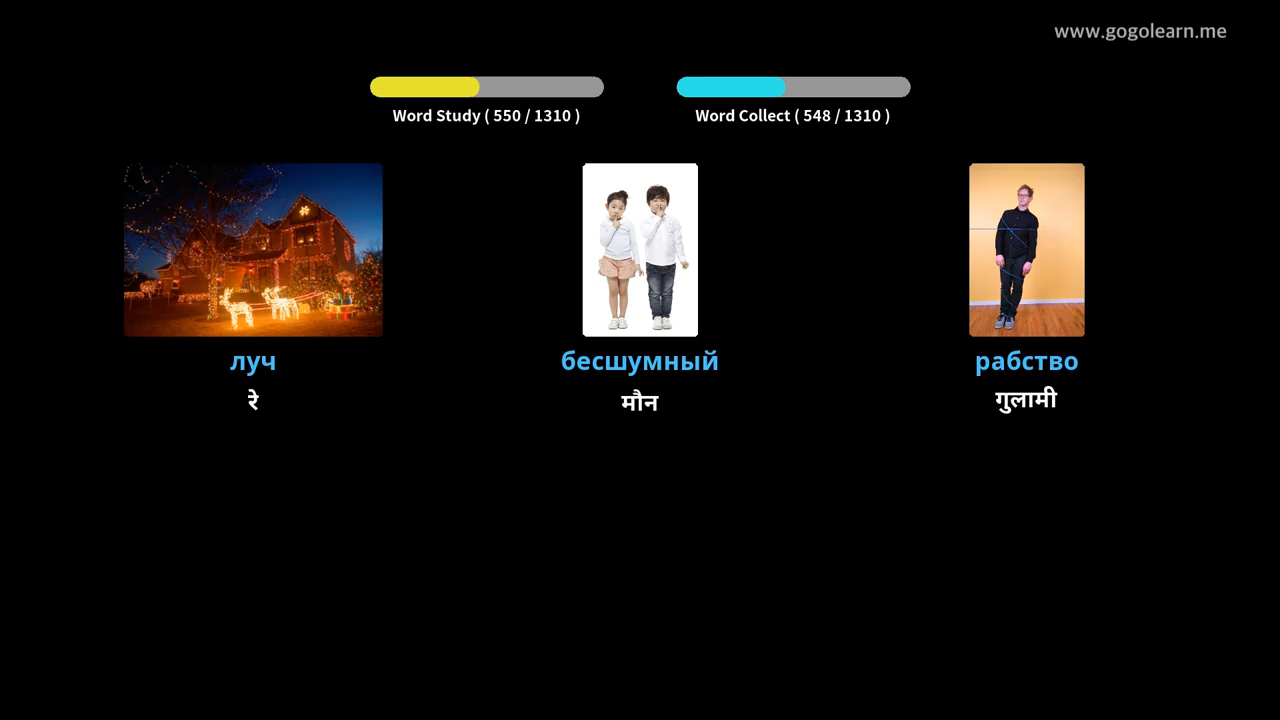 www.gogolearn.me
Word Study ( 550 / 1310 )
Word Collect ( 548 / 1310 )
луч
бесшумный
рабство
रे
मौन
गुलामी